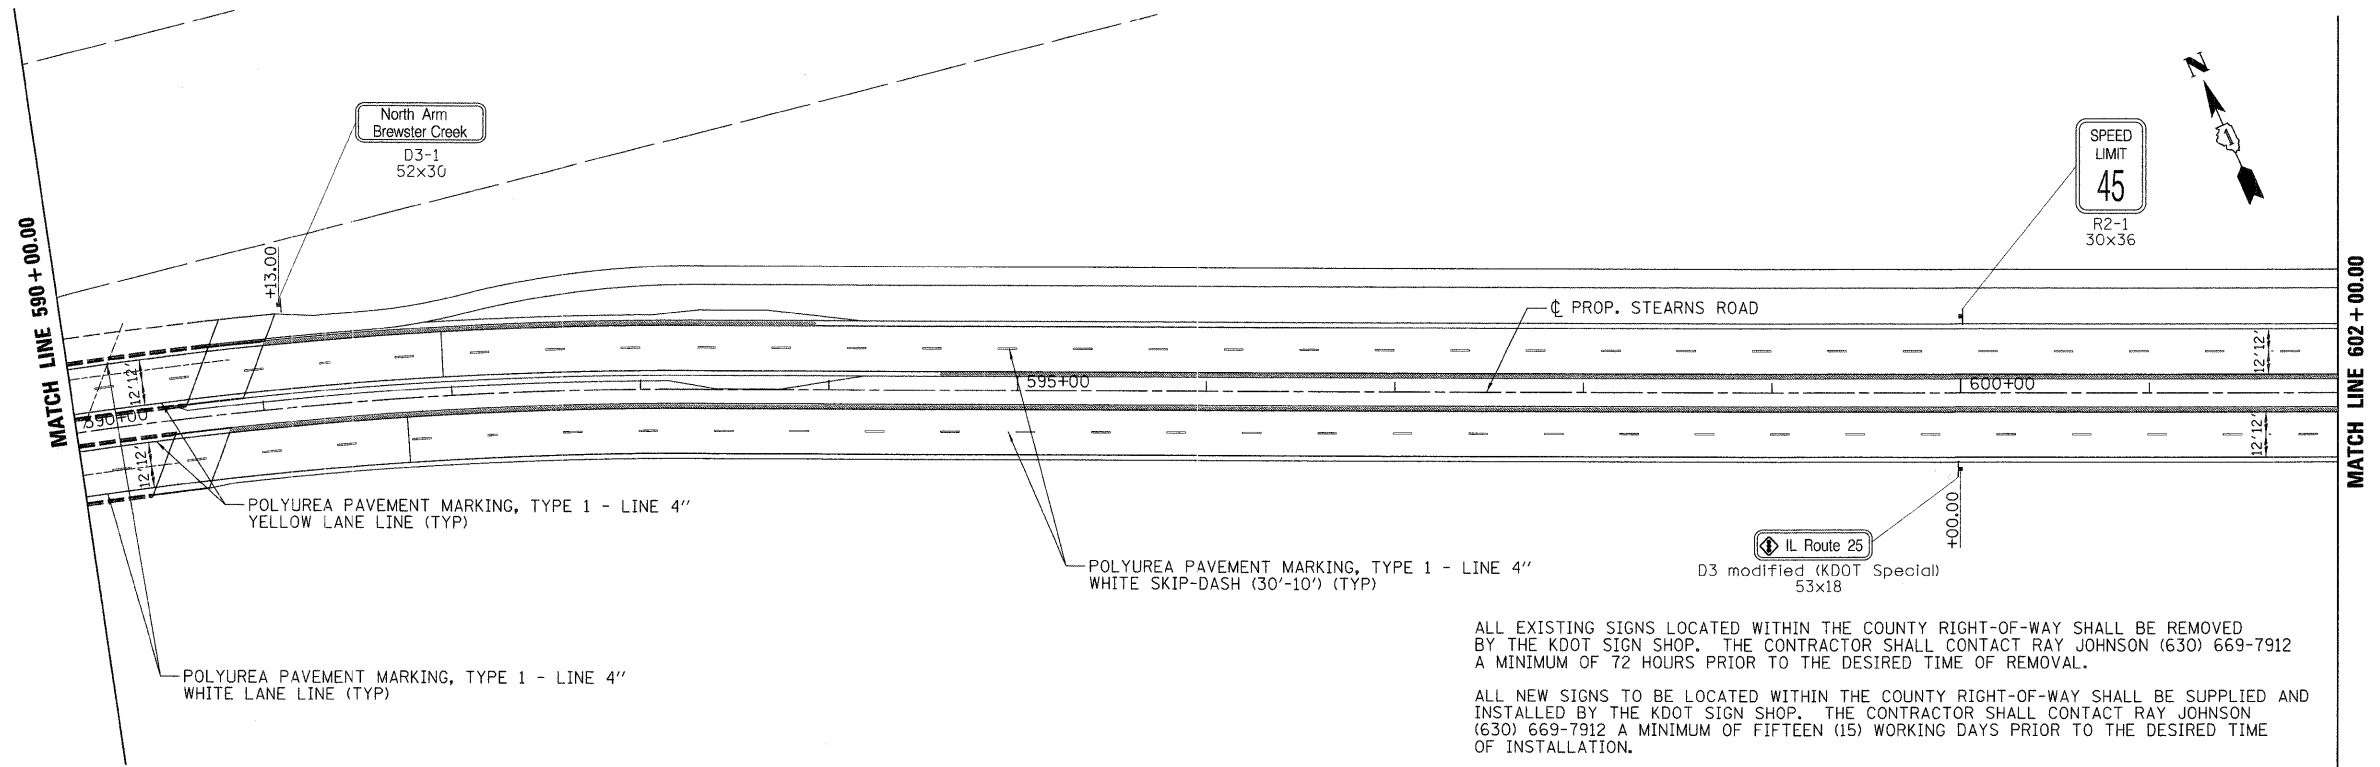 North Arm
Brewster Creek
D3-1
52x30
N
SPEED
LIMIT
45
R2-1
30x36
MATCH LINE 590+00.00
+13.00
℄ PROP. STEARNS ROAD
12' 12'
12' 12'
590+00
595+00
600+00
12' 12'
12' 12'
MATCH LINE 602+00.00
POLYUREA PAVEMENT MARKING, TYPE 1 - LINE 4"
YELLOW LANE LINE (TYP)
POLYUREA PAVEMENT MARKING, TYPE 1 - LINE 4"
WHITE SKIP-DASH (30'-10') (TYP)
IL Route 25
D3 modified (KDOT Special)
53x18
+00.00
POLYUREA PAVEMENT MARKING, TYPE 1 - LINE 4"
WHITE LANE LINE (TYP)
ALL EXISTING SIGNS LOCATED WITHIN THE COUNTY RIGHT-OF-WAY SHALL BE REMOVED
BY THE KDOT SIGN SHOP. THE CONTRACTOR SHALL CONTACT RAY JOHNSON (630) 669-7912
A MINIMUM OF 72 HOURS PRIOR TO THE DESIRED TIME OF REMOVAL.
ALL NEW SIGNS TO BE LOCATED WITHIN THE COUNTY RIGHT-OF-WAY SHALL BE SUPPLIED AND
INSTALLED BY THE KDOT SIGN SHOP. THE CONTRACTOR SHALL CONTACT RAY JOHNSON
(630) 669-7912 A MINIMUM OF FIFTEEN (15) WORKING DAYS PRIOR TO THE DESIRED TIME
OF INSTALLATION.